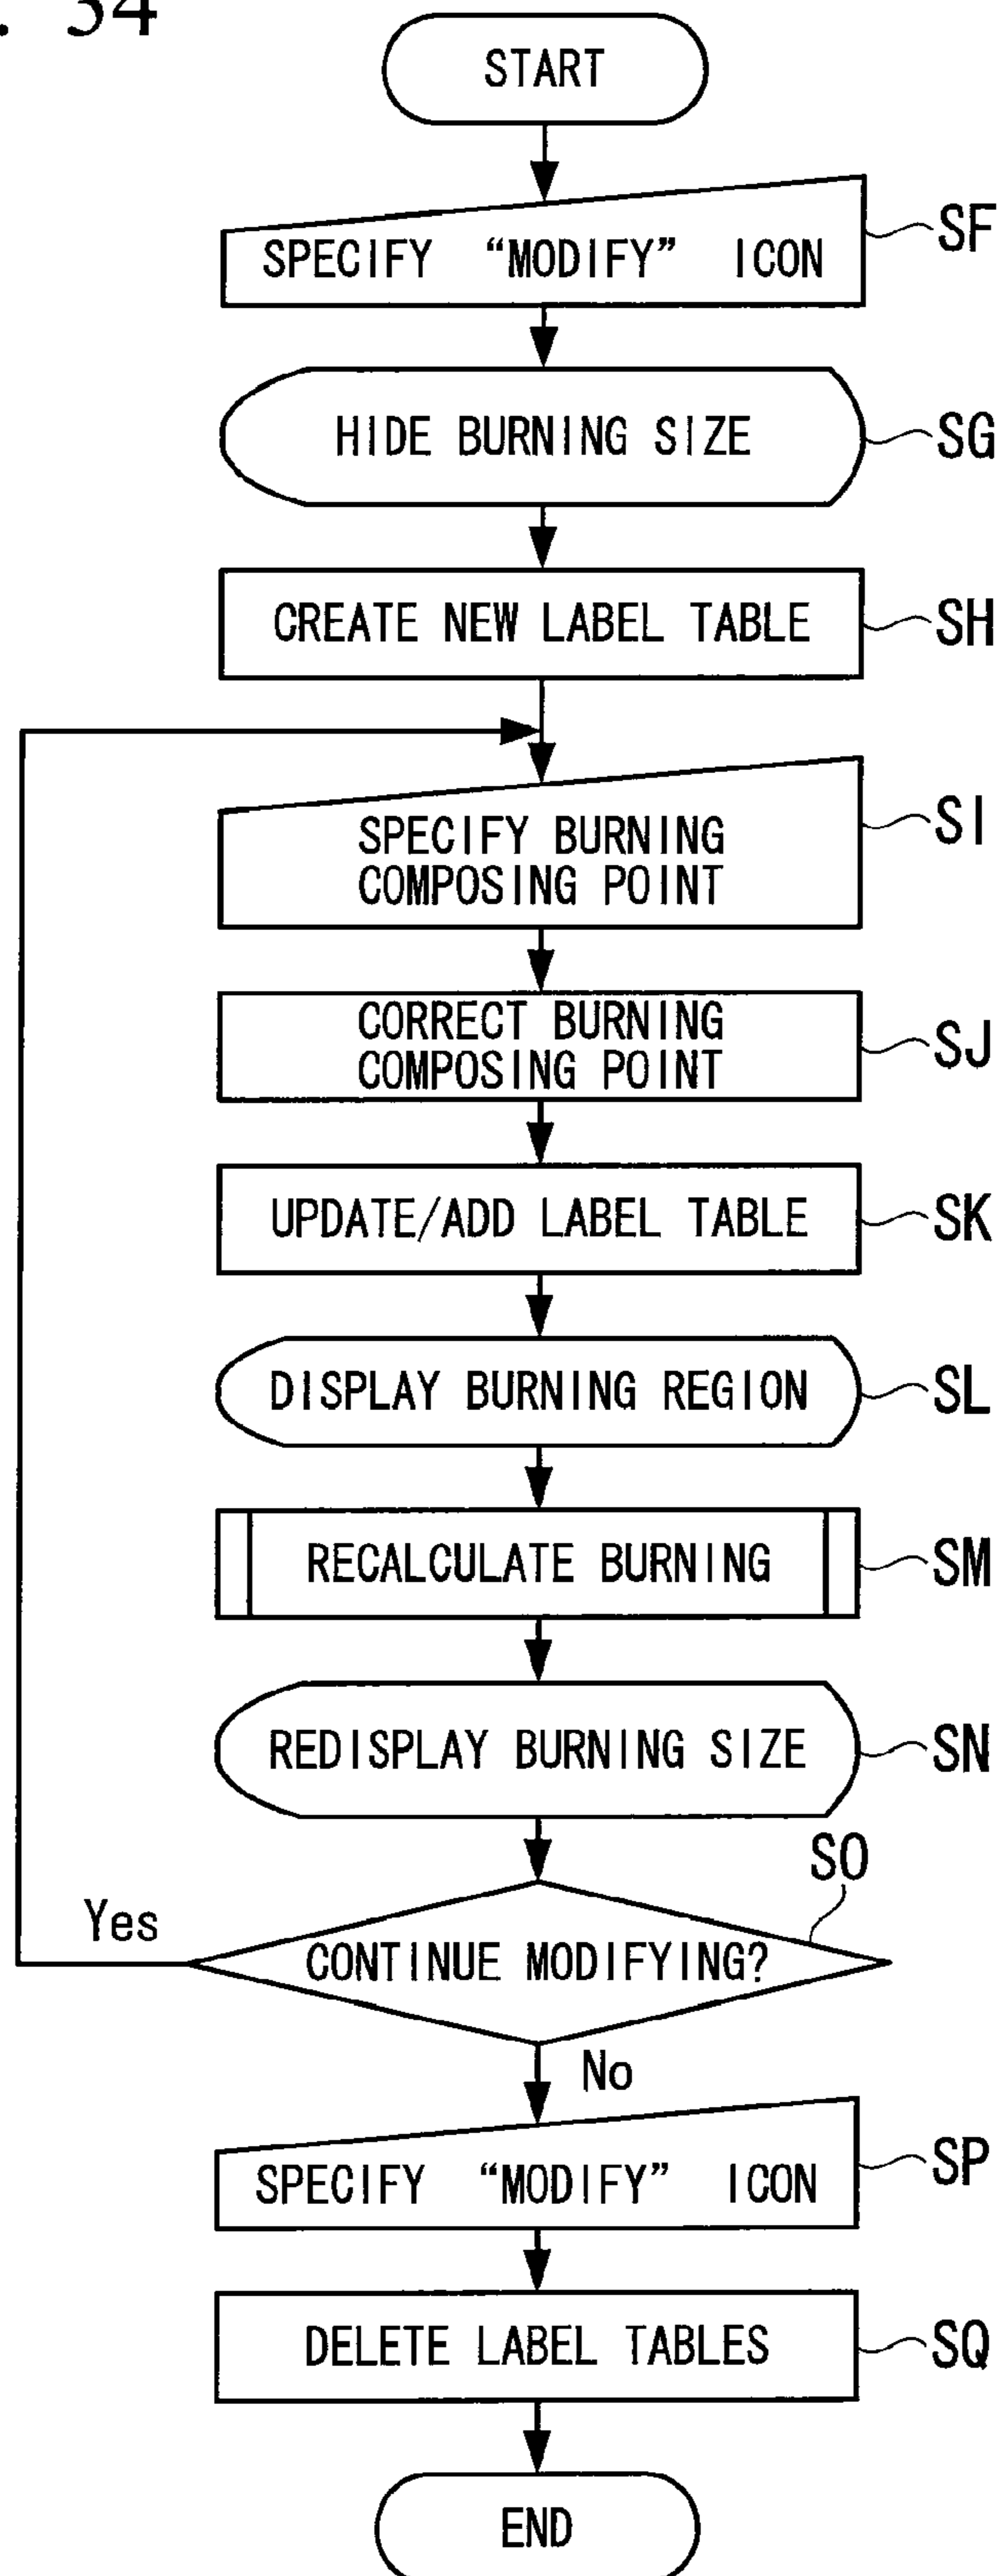 . 34
START
SPECIFY “MODIFY” ICON
SF
HIDE BURNING SIZE
SG
CREATE NEW LABEL TABLE
SH
SPECIFY BURNING
COMPOSING POINT
SI
CORRECT BURNING
COMPOSING POINT
SJ
UPDATE/ADD LABEL TABLE
SK
DISPLAY BURNING REGION
SL
RECALCULATE BURNING
SM
REDISPLAY BURNING SIZE
SN
SO
Yes
CONTINUE MODIFYING?
No
SPECIFY “MODIFY” ICON
SP
DELETE LABEL TABLES
SQ
END